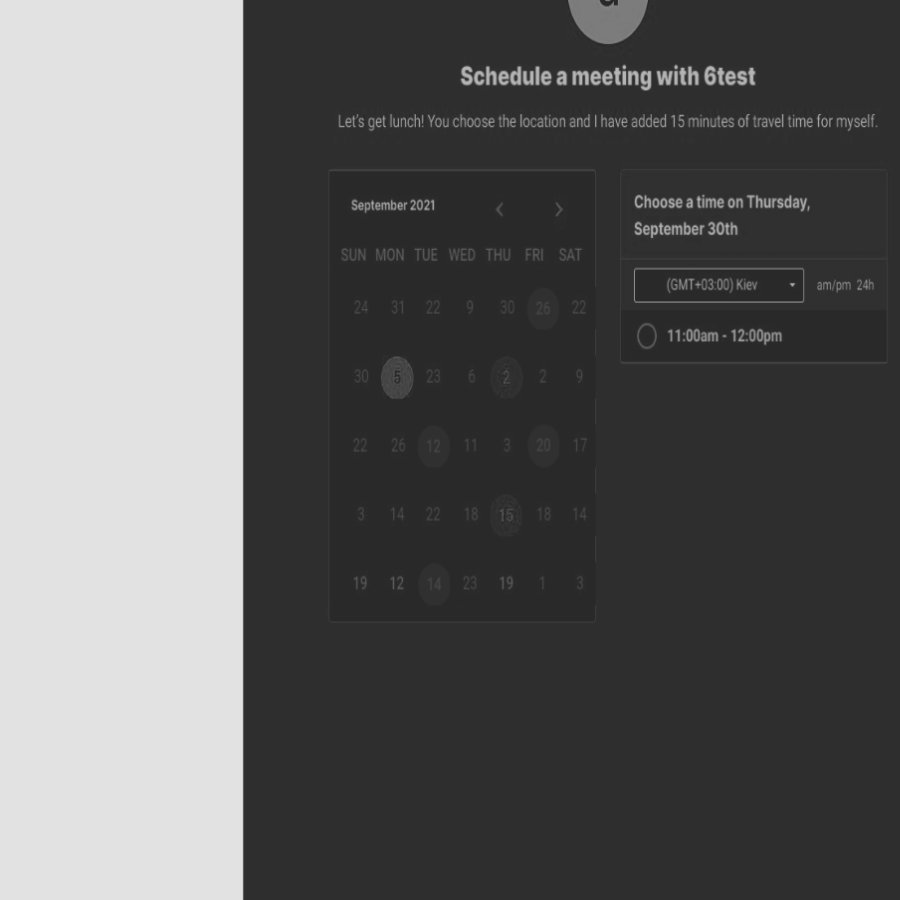 Schedule a meeting with 6test
Let's get lunch! You choose the location and I have added 15 minutes of travel time for myself.
September 2021
SUN MON TUE WED THU FRI SAT
24 31 22 9 30 26 22
30 5 23 6 2 2 9
22 26 12 11 3 20 17
3 14 22 18 15 18 14
19 12 14 23 19 1 3
Choose a time on Thursday,
September 30th
(GMT+03:00) Kiev am/pm 24h
11:00am - 12:00pm